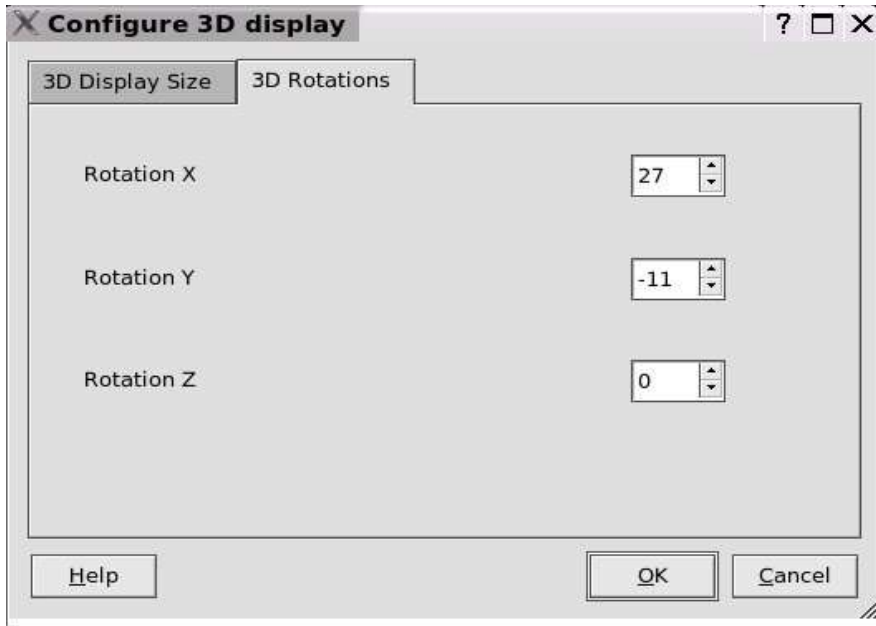 Configure 3D display
3D Display Size
3D Rotations
Rotation X
27
Rotation Y
-11
Rotation Z
0
Help
OK
Cancel